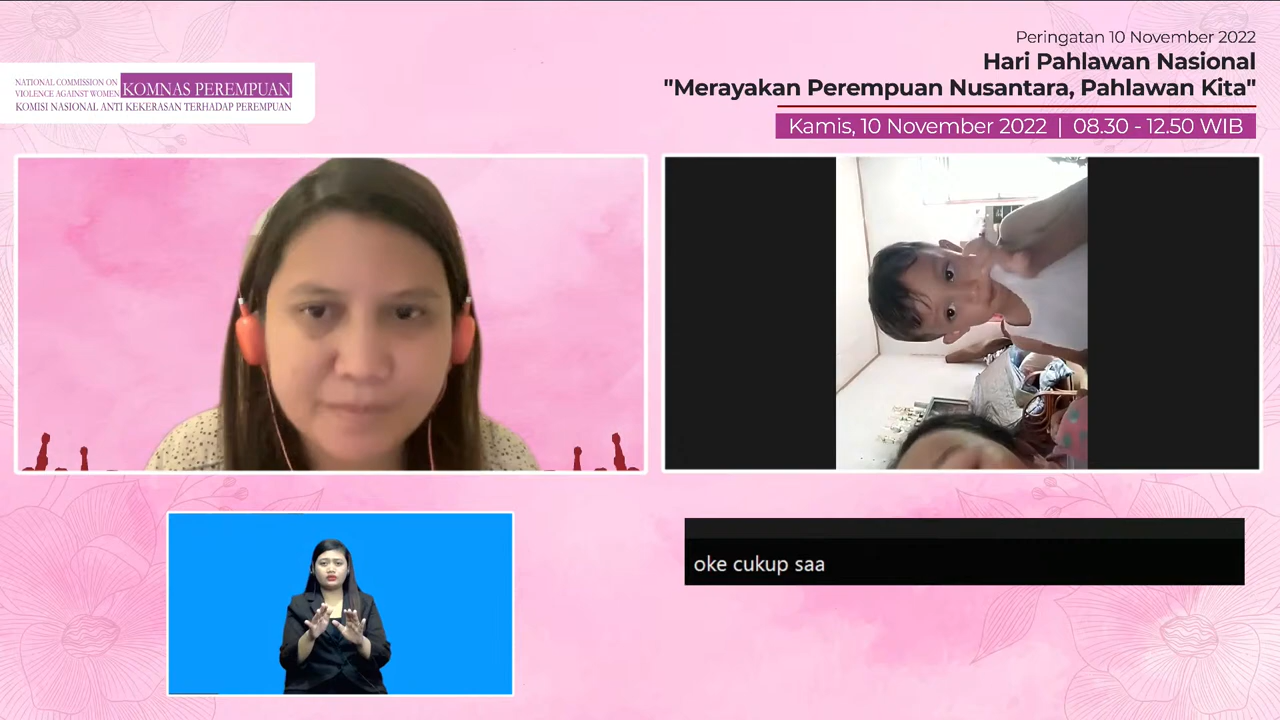 NATIONAL COMMISSION ON
VIOLENCE AGAINST WOMEN
KOMNAS PEREMPUAN
KOMISI NASIONAL ANTI KEKERASAN TERHADAP PEREMPUAN
Peringatan 10 November 2022
Hari Pahlawan Nasional
"Merayakan Perempuan Nusantara, Pahlawan Kita"
Kamis, 10 November 2022 | 08.30 - 12.50 WIB
oke cukup saa